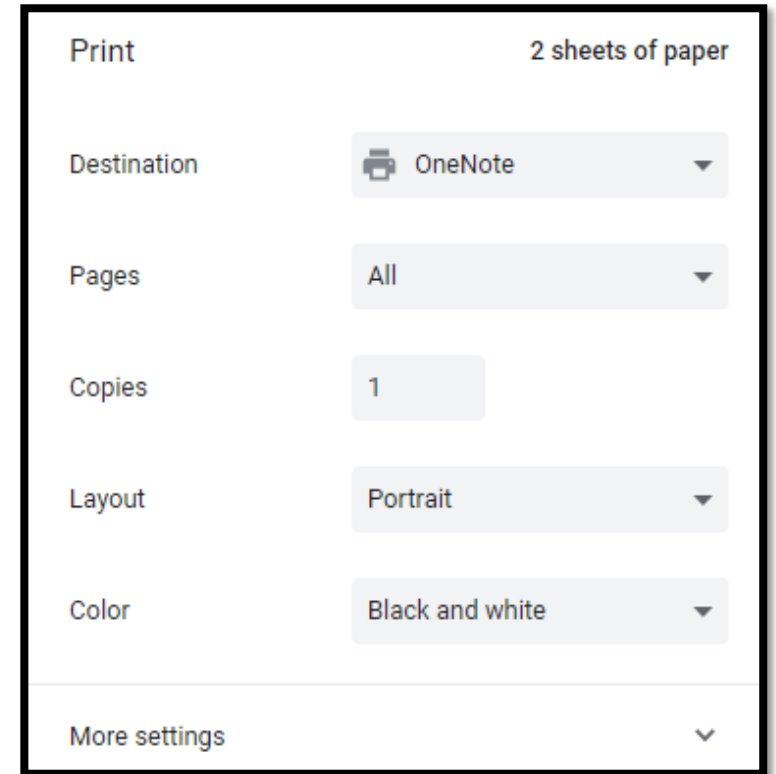 Print 2 sheets of paper
Destination OneNote
Pages All
Copies 1
Layout Portrait
Color Black and white
More settings